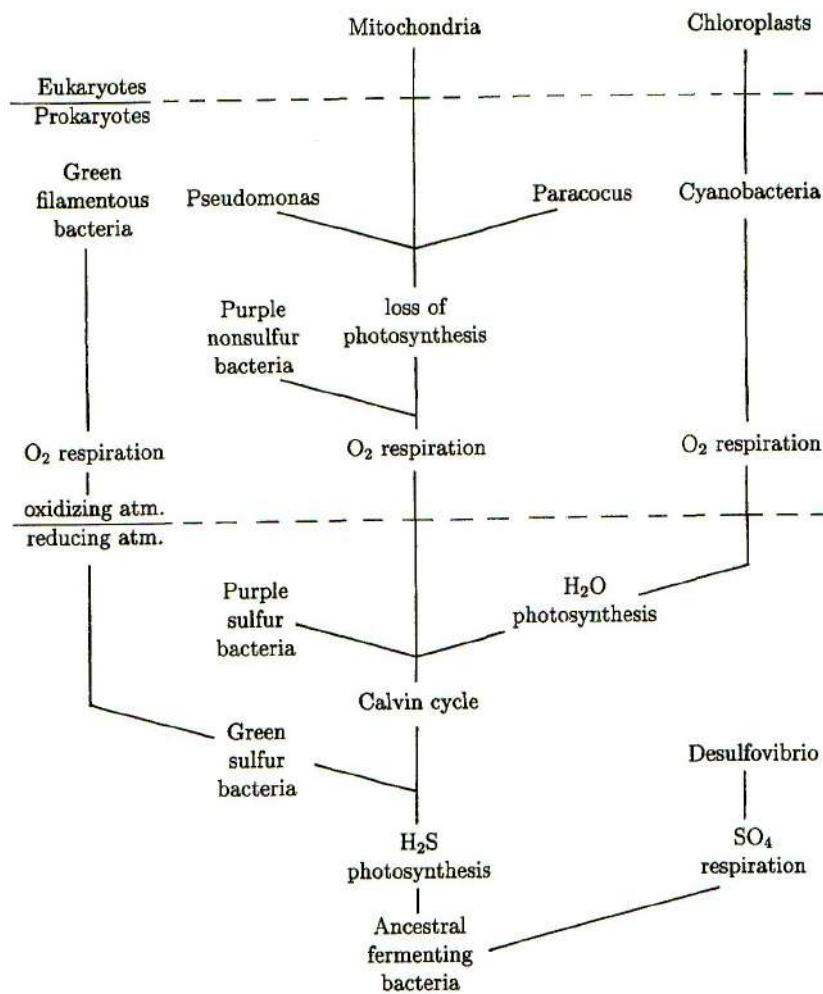 Mitochondria
Chloroplasts
Eukaryotes
Prokaryotes
Green
filamentous
bacteria
Pseudomonas
Paracocus
Cyanobacteria
Purple
nonsulfur
bacteria
loss of
photosynthesis
O₂ respiration
O₂ respiration
O₂ respiration
oxidizing atm.
reducing atm.
Purple
sulfur
bacteria
H₂O
photosynthesis
Calvin cycle
Green
sulfur
bacteria
Desulfovibrio
H₂S
photosynthesis
SO₄
respiration
Ancestral
fermenting
bacteria